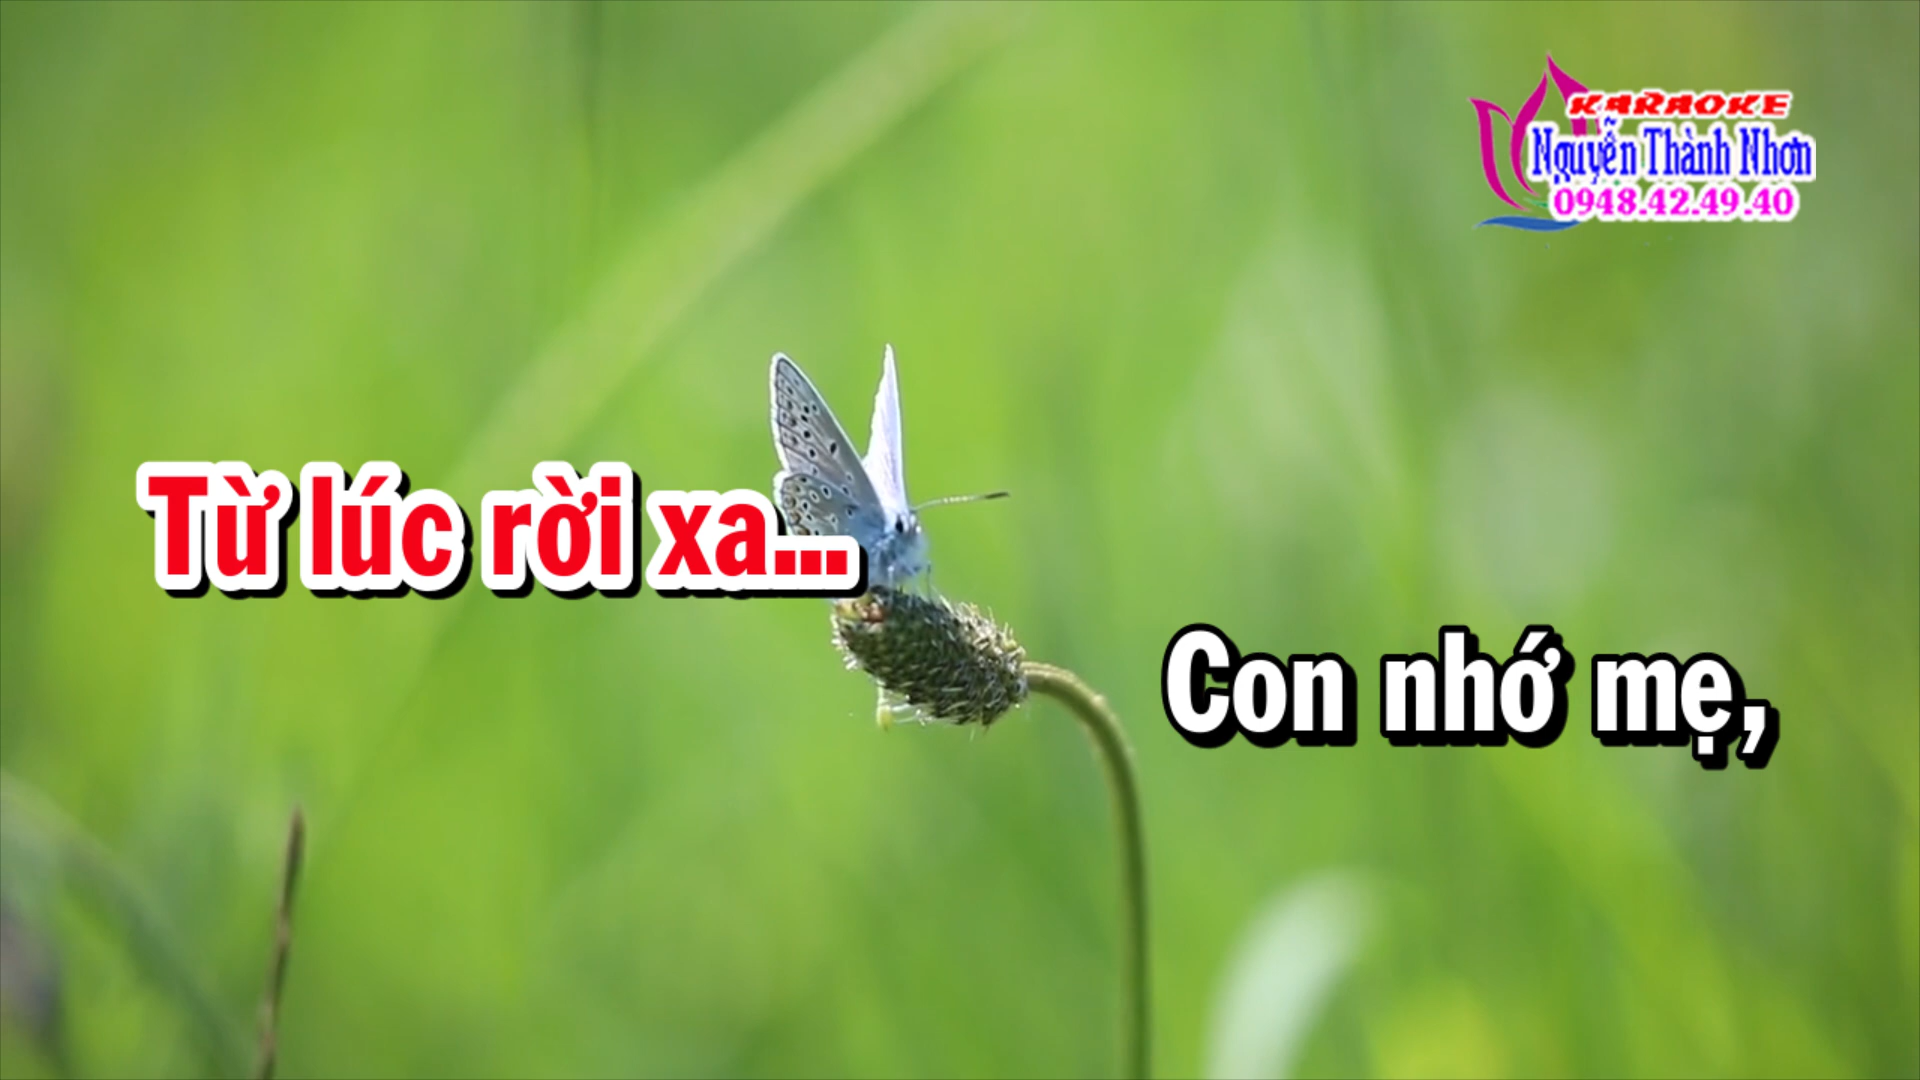 KARAOKE
Nguyễn Thành Nhơn
0948.42.49.40
Từ lúc rời xa...
Con nhớ mẹ,